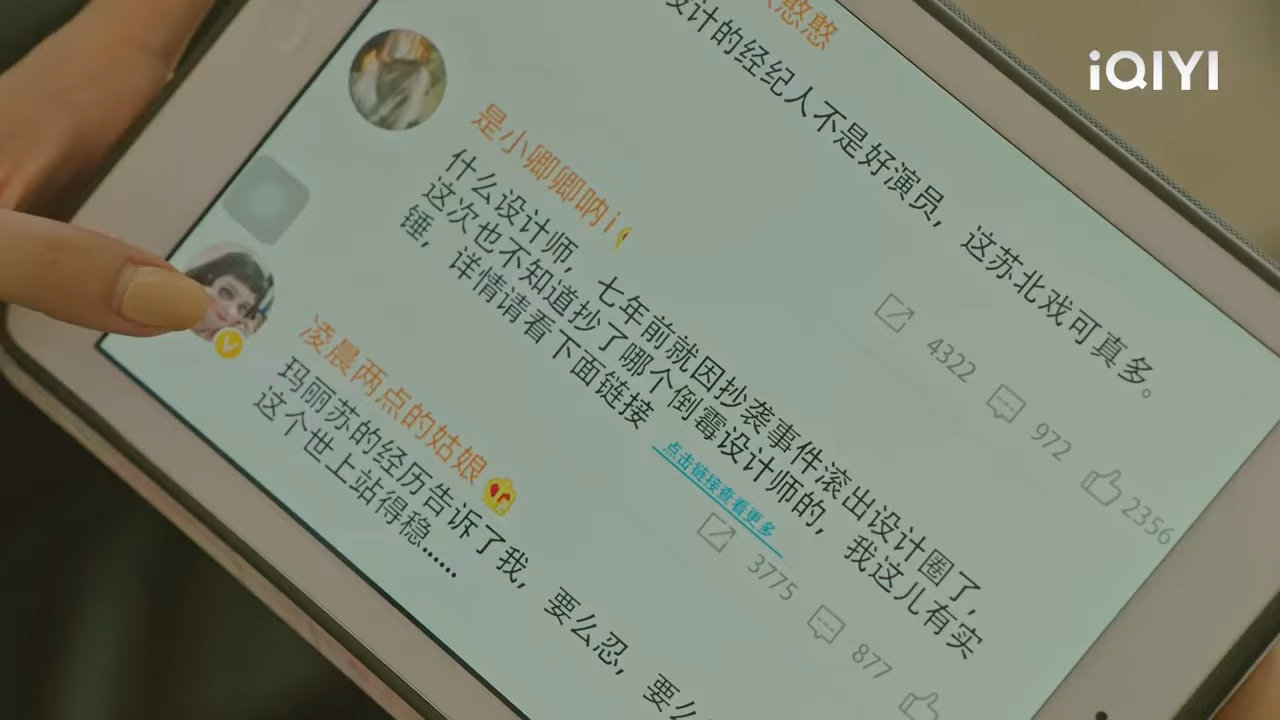 iQIYI
憨憨
设计的经纪人不是好演员,这苏北戏可真多。
4322
972
2356
是小卿卿呐i
什么设计师,七年前就因抄袭事件滚出设计圈了,
这次也不知道抄了哪个倒霉设计师的,我这儿有实
锤,详情请看下面链接
点击链接查看更多
3775
877
凌晨两点的姑娘
玛丽苏的经历告诉了我,要么忍,要么
这个世上站得稳……